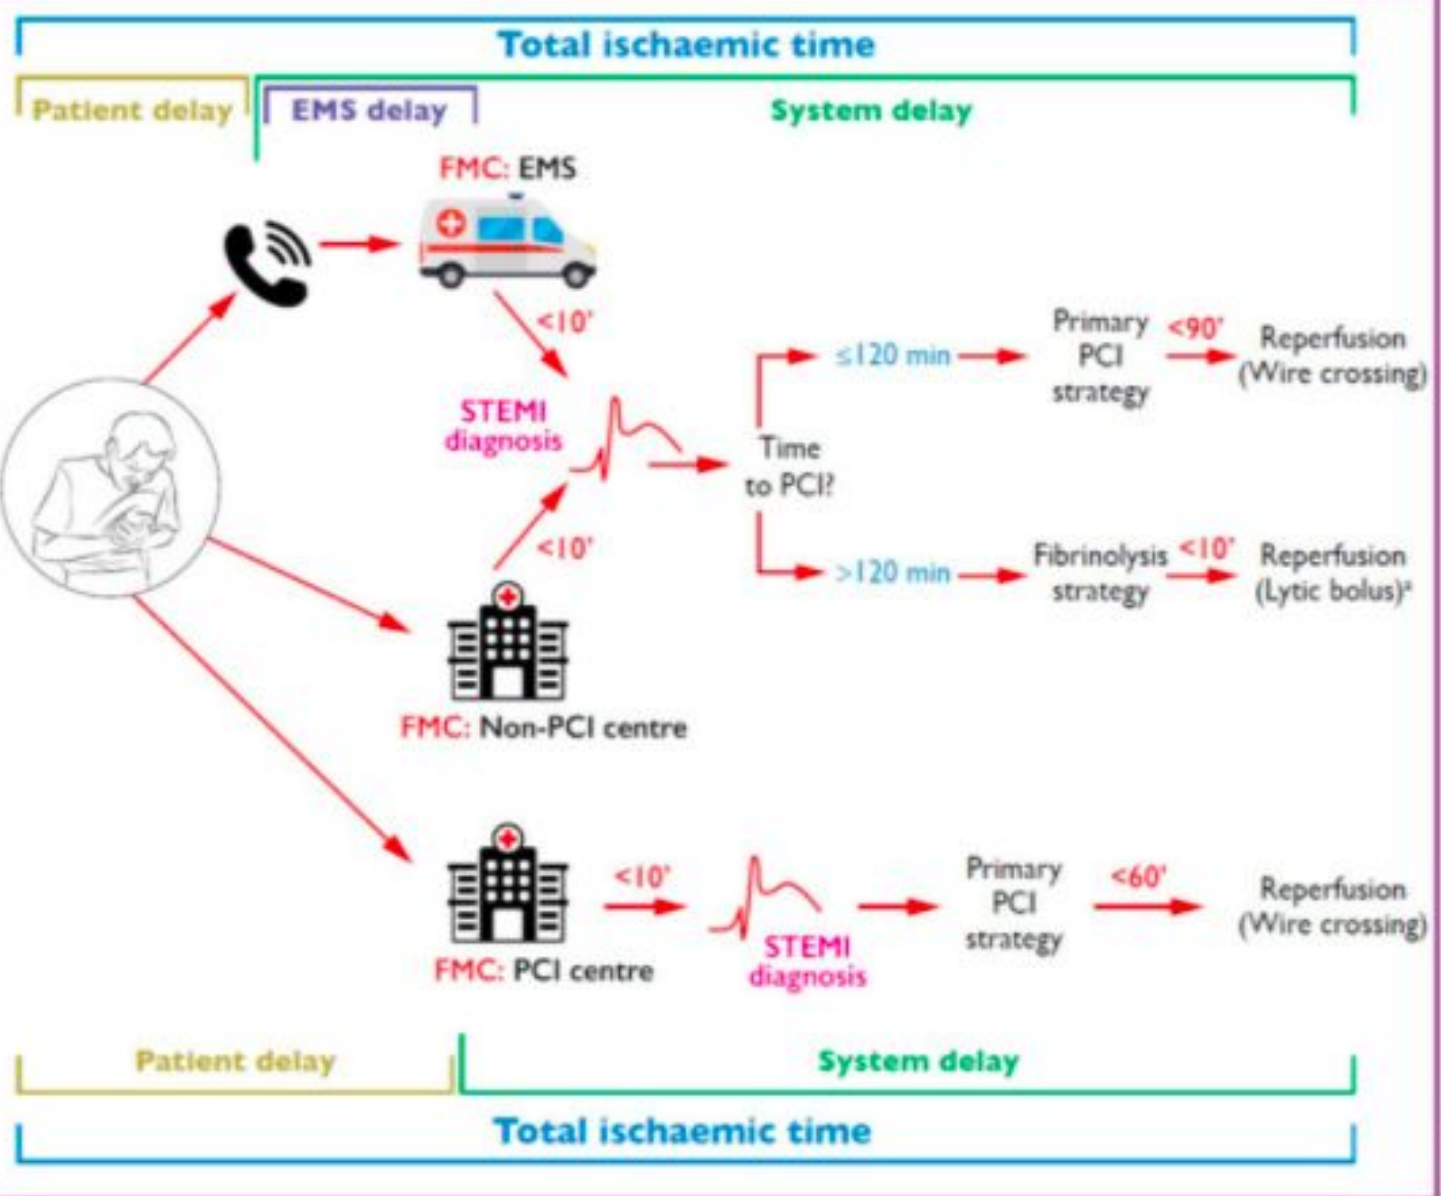 Total ischaemic time
Patient delay
EMS delay
System delay
FMC: EMS
<10'
STEMI
diagnosis
<10'
Time
to PCI?
≤120 min
Primary
PCI
strategy
<90'
Reperfusion
(Wire crossing)
>120 min
Fibrinolysis
strategy
<10'
Reperfusion
(Lytic bolus)ª
FMC: Non-PCI centre
FMC: PCI centre
<10'
STEMI
diagnosis
Primary
PCI
strategy
<60'
Reperfusion
(Wire crossing)
Patient delay
System delay
Total ischaemic time